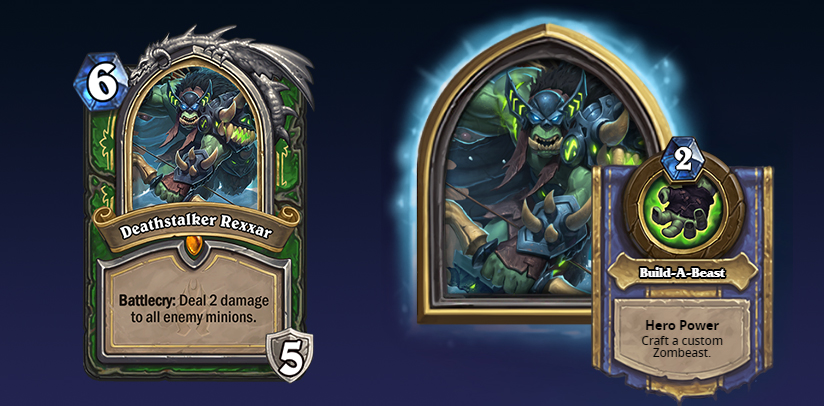 6
Deathstalker Rexxar
Battlecry: Deal 2 damage
to all enemy minions.
5
2
Build-A-Beast
Hero Power
Craft a custom
Zombeast.